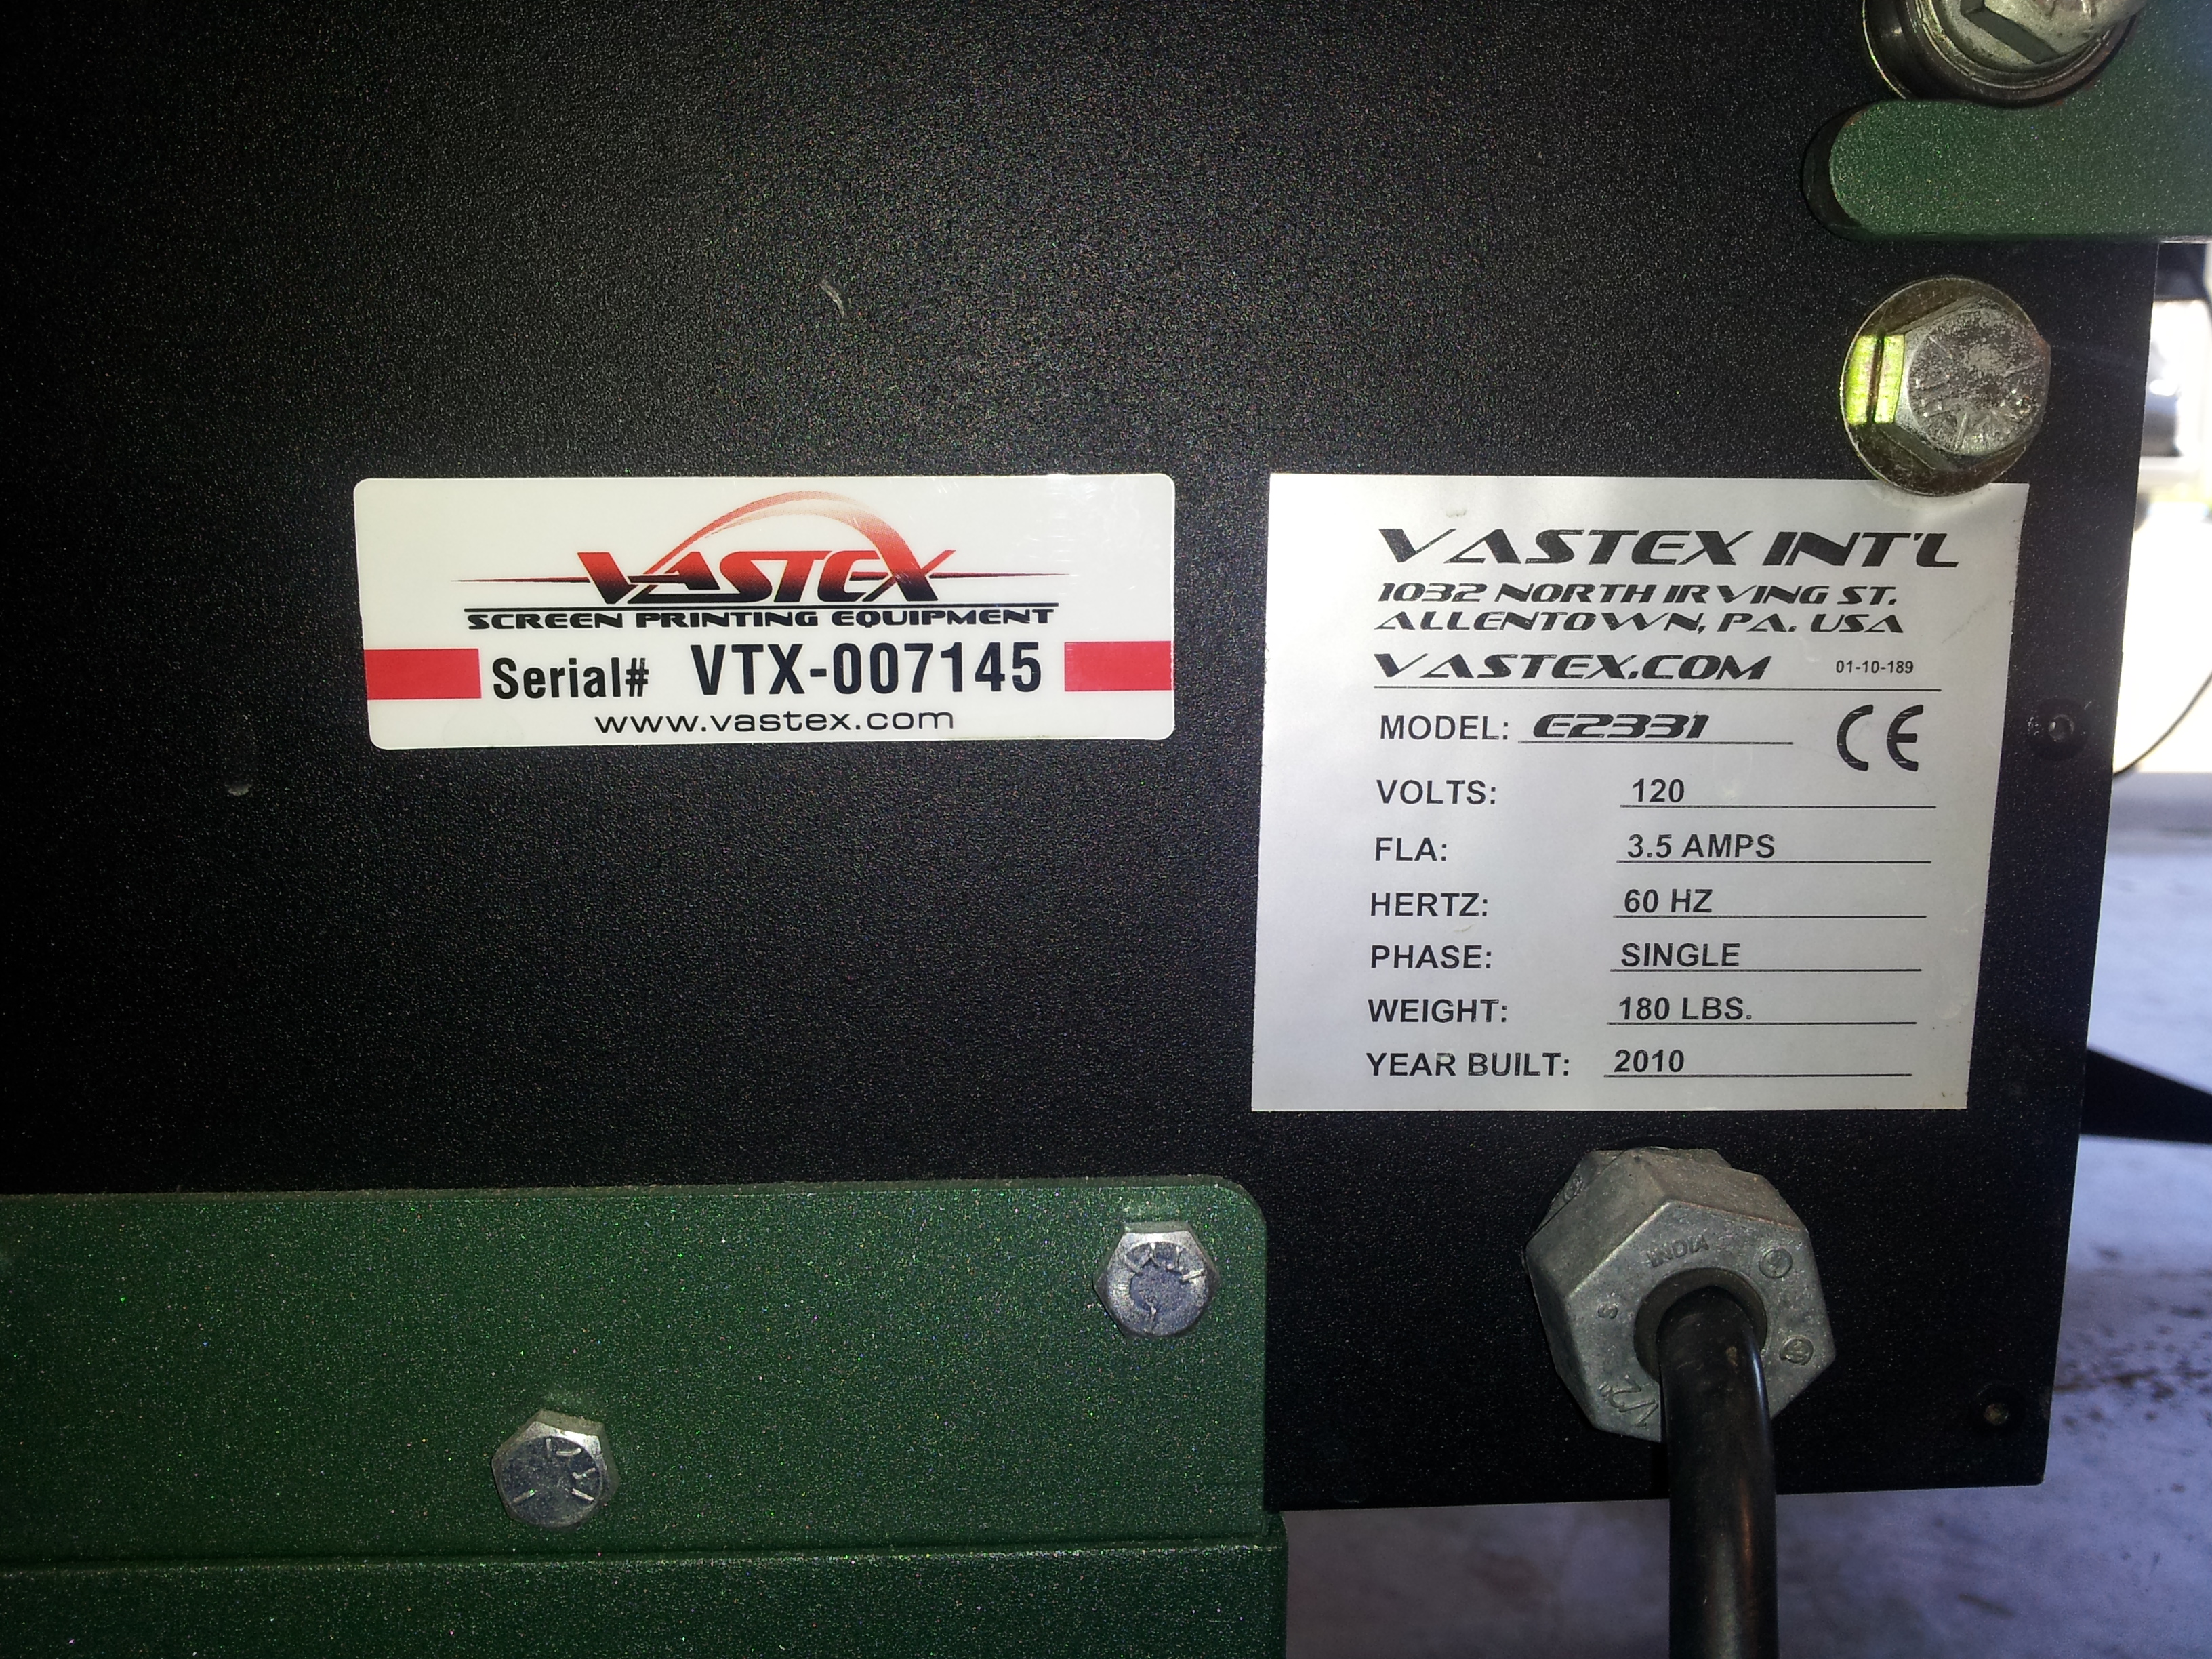 VASTEX
SCREEN PRINTING EQUIPMENT
Serial# VTX-007145
www.vastex.com
VASTEX INT'L
1032 NORTH IRVING ST.
ALLENTOWN, PA. USA
VASTEX.COM 01-10-189
MODEL: E2331 CE
VOLTS: 120
FLA: 3.5 AMPS
HERTZ: 60 HZ
PHASE: SINGLE
WEIGHT: 180 LBS.
YEAR BUILT: 2010
INDIA
1/2"